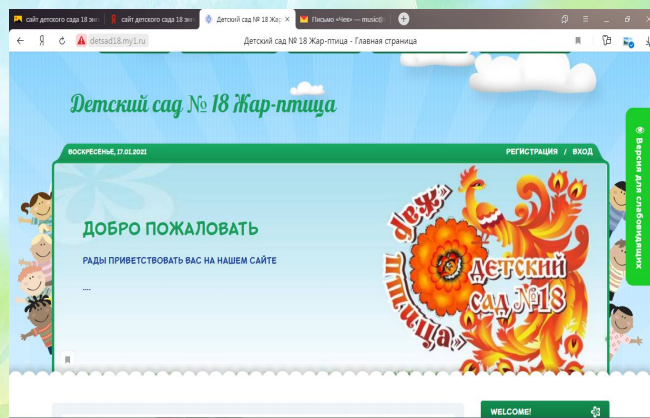 сайт детского сада 18 энг
сайт детского сада 18 энг
Детский сад № 18 Жар
Письмо «Чек» — music@
detsad18.my1.ru
Детский сад № 18 Жар-птица - Главная страница
Детский сад № 18 Жар-птица
ВОСКРЕСЕНЬЕ, 17.01.2021
РЕГИСТРАЦИЯ / ВХОД
Версия для слабовидящих
ДОБРО ПОЖАЛОВАТЬ
РАДЫ ПРИВЕТСТВОВАТЬ ВАС НА НАШЕМ САЙТЕ
....
«Жар птица»
ДЕТСКИЙ
САД №18
WELCOME!